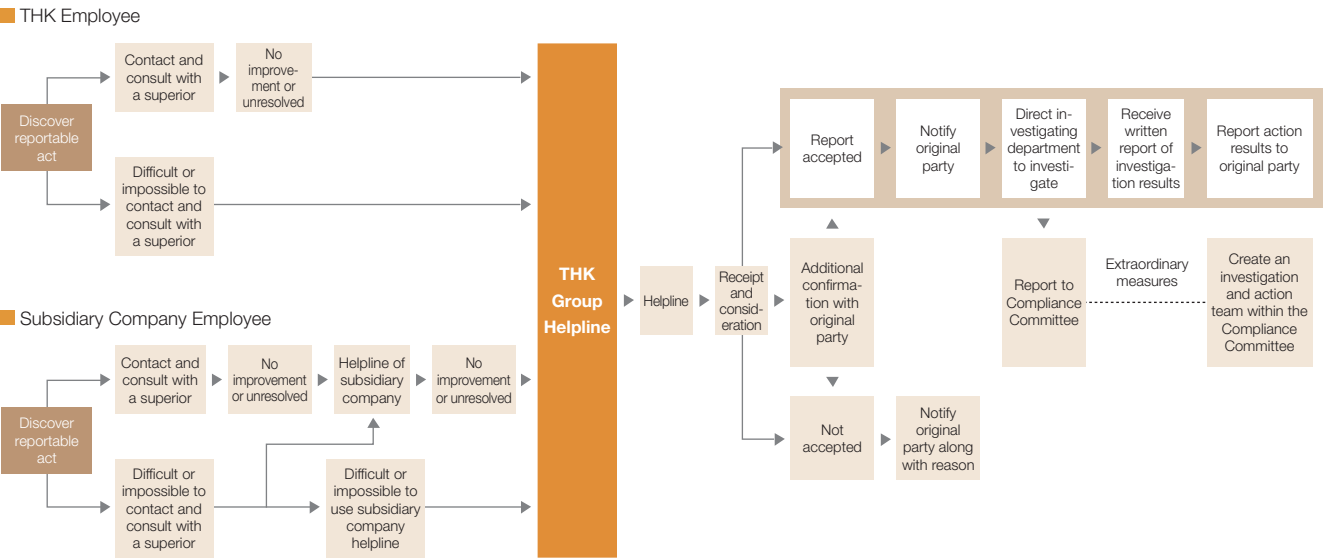 THK Employee
Discover
reportable
act
Contact and
consult with
a superior
No
improve-
ment or
unresolved
Difficult or
impossible to
contact and
consult with
a superior
Subsidiary Company Employee
Discover
reportable
act
Contact and
consult with
a superior
No
improvement
or unresolved
Helpline of
subsidiary
company
No
improvement
or unresolved
Difficult or
impossible to
contact and
consult with
a superior
Difficult or
impossible to
use subsidiary
company
helpline
THK
Group
Helpline
Helpline
Receipt
and
consid-
eration
Report
accepted
Notify
original
party
Direct in-
vestigating
department
to investi-
gate
Receive
written
report of
investiga-
tion results
Report action
results to
original party
Additional
confirma-
tion with
original
party
Report to
Compliance
Committee
Extraordinary
measures
Create an
investigation
and action
team within the
Compliance
Committee
Not
accepted
Notify
original
party along
with reason